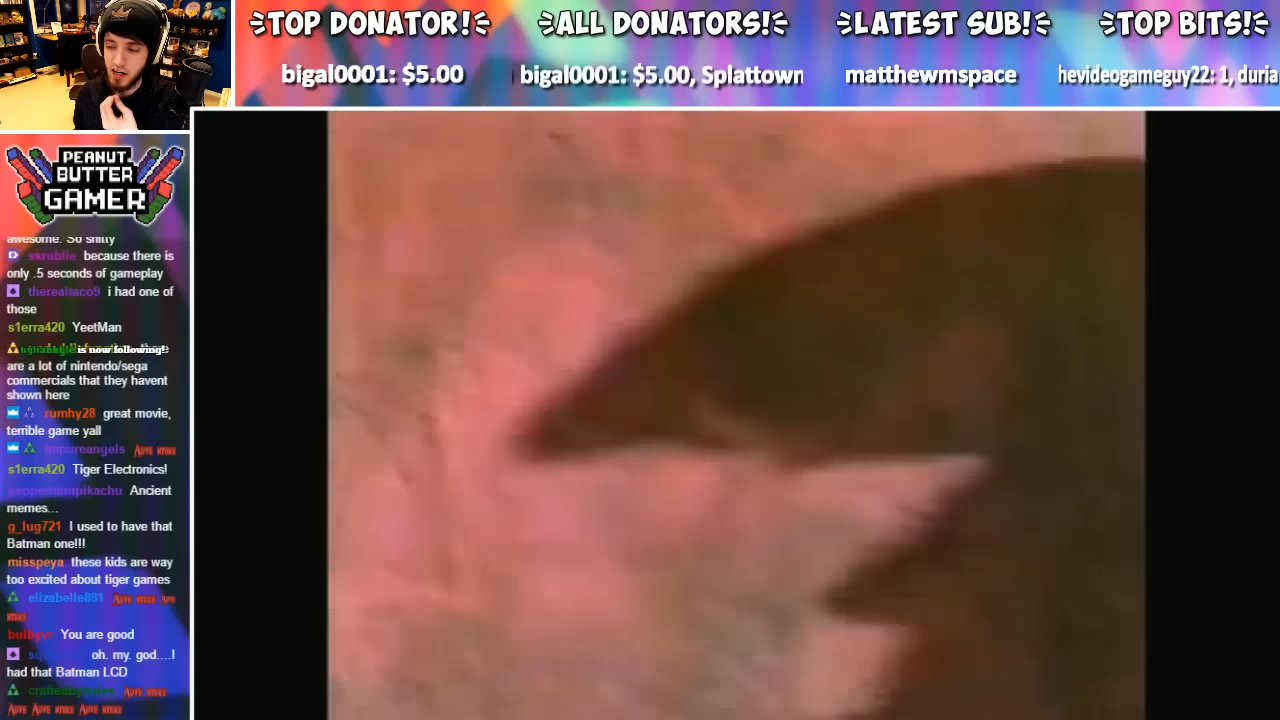 TOP DONATOR!
ALL DONATORS!
LATEST SUB!
TOP BITS!
bigal0001: $5.00
bigal0001: $5.00, Splattown
matthewmspace
hevideogameguy22: 1, duria
PEANUT
BUTTER
GAMER
awesome. So shitty
skrublie because there is
only .5 seconds of gameplay
therealtaco9 i had one of
those
s1erra420 YeetMan
is now following!
are a lot of nintendo/sega
commercials that they havent
shown here
rumhy28 great movie,
terrible game yall
impureangels
s1erra420 Tiger Electronics!
Ancient
memes...
g_lug721 I used to have that
Batman one!!!
misspeya these kids are way
too excited about tiger games
elizabelle881
You are good
oh. my. god....I
had that Batman LCD